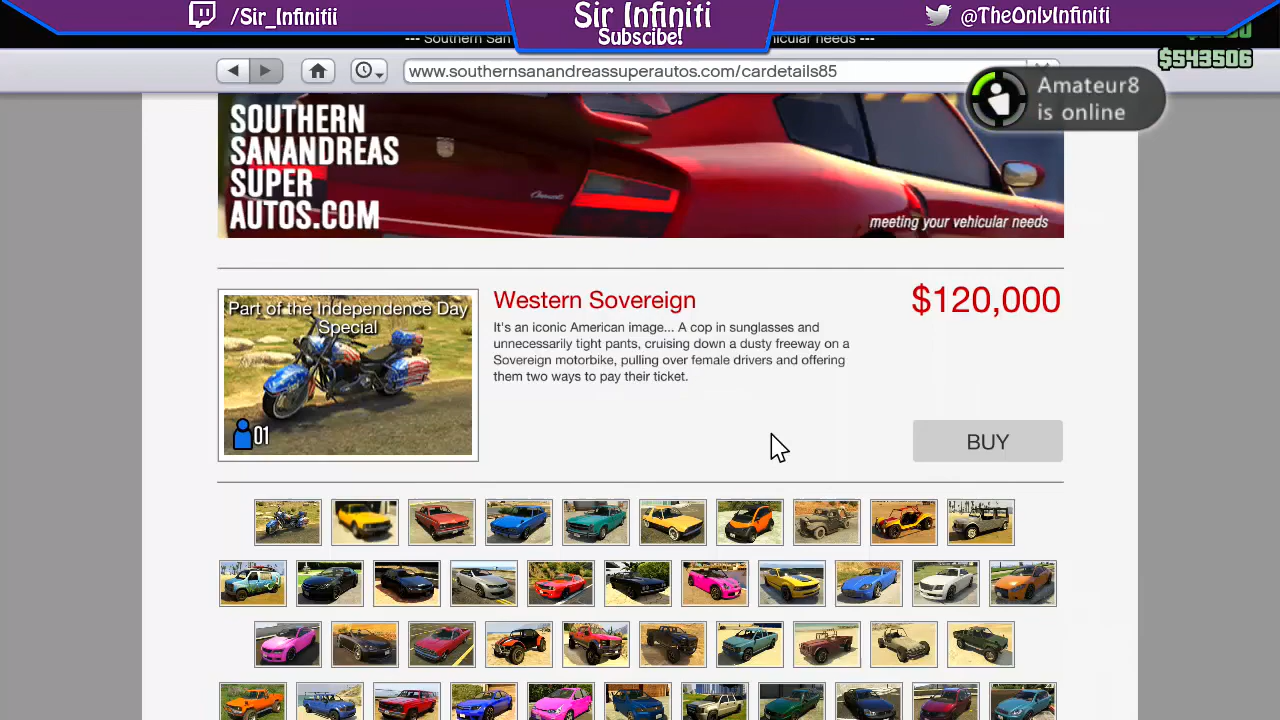 /Sir_Infinitii
Sir Infiniti
Subscibe!
@TheOnlyInfiniti
--- Southern San
icular needs ---
$543506
www.southernsanandreassuperautos.com/cardetails85
Amateur8
is online
SOUTHERN
SANANDREAS
SUPER
AUTOS.COM
meeting your vehicular needs
Part of the Independence Day
Special
01
Western Sovereign
$120,000
It's an iconic American image... A cop in sunglasses and
unnecessarily tight pants, cruising down a dusty freeway on a
Sovereign motorbike, pulling over female drivers and offering
them two ways to pay their ticket.
BUY